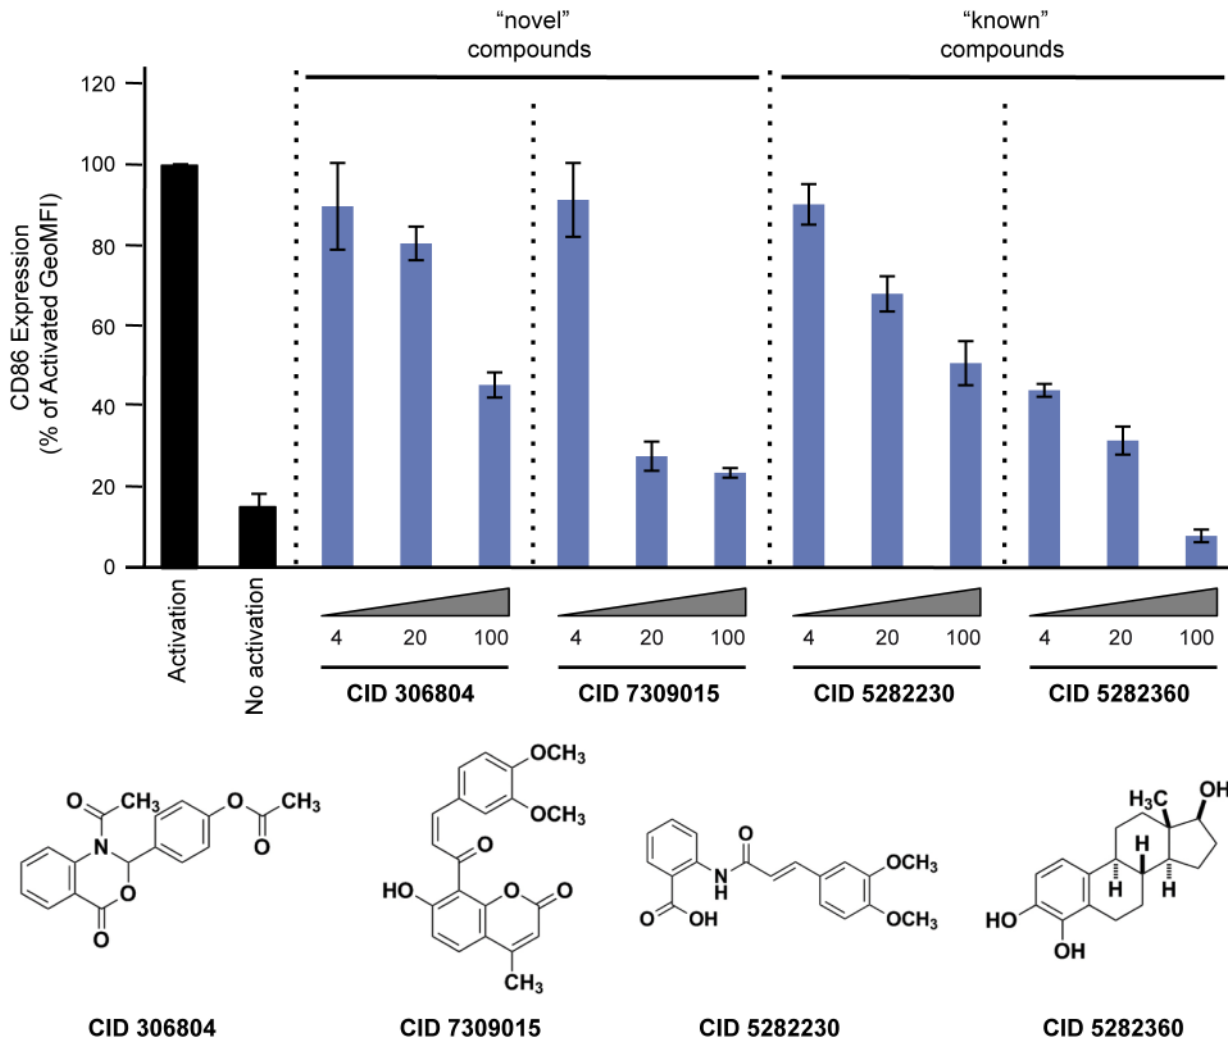 “novel”
compounds
“known”
compounds
CD86 Expression
(% of Activated GeoMFI)
120
100
80
60
40
20
0
Activation
No activation
4 20 100
4 20 100
4 20 100
4 20 100
CID 306804
CID 7309015
CID 5282230
CID 5282360
O
CH3
N
O
O
O
CH3
O
OCH3
OCH3
O
HO
O
O
CH3
O
N
H
O
OH
OCH3
OCH3
H3C
OH
H
H
H
HO
OH
CID 306804
CID 7309015
CID 5282230
CID 5282360